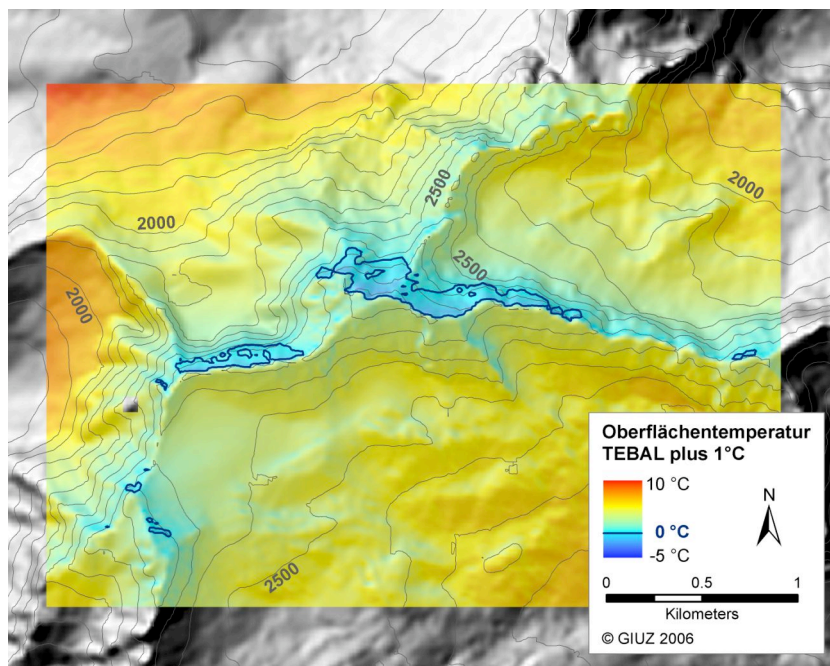 2500
2000
2000
2500
2000
2500
Oberflächentemperatur
TEBAL plus 1°C
10 °C
0 °C
-5 °C
N
0 0.5 1
Kilometers
© GIUZ 2006